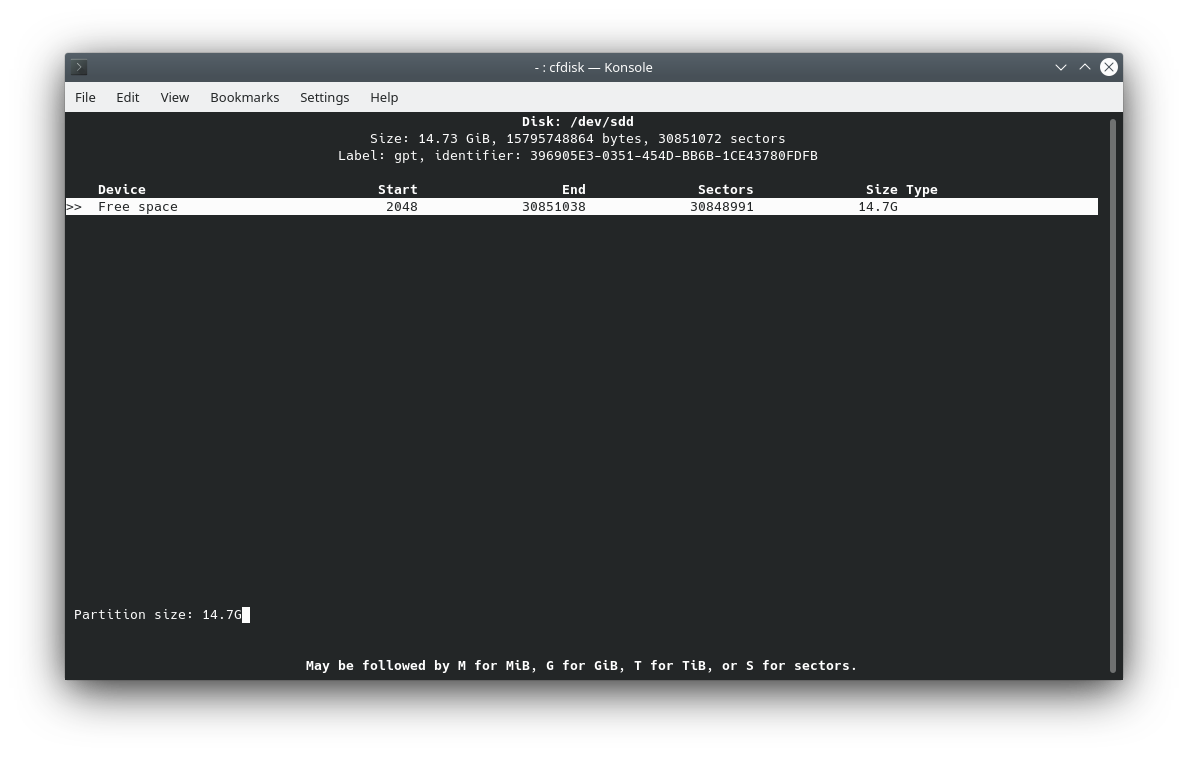 - : cfdisk — Konsole
File Edit View Bookmarks Settings Help
Disk: /dev/sdd
Size: 14.73 GiB, 15795748864 bytes, 30851072 sectors
Label: gpt, identifier: 396905E3-0351-454D-BB6B-1CE43780FDFB
Device Start End Sectors Size Type
>> Free space 2048 30851038 30848991 14.7G
Partition size: 14.7G
May be followed by M for MiB, G for GiB, T for TiB, or S for sectors.